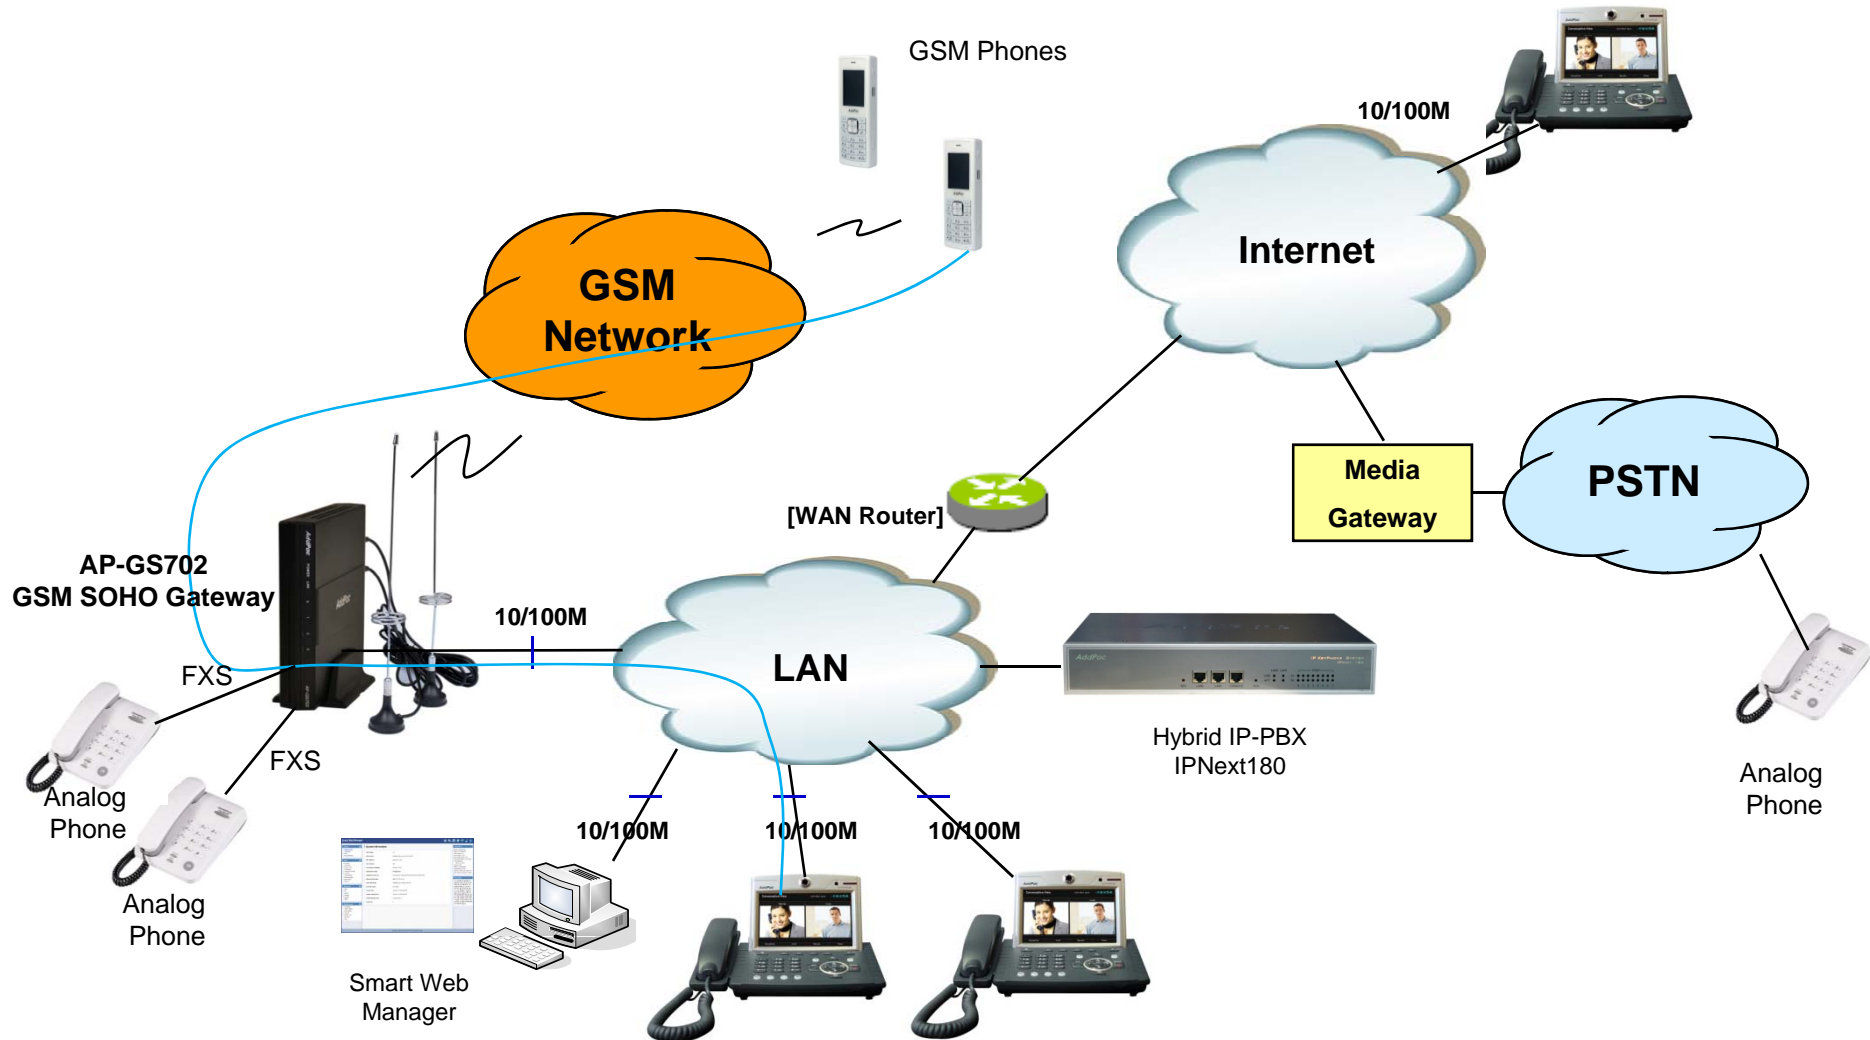 GSM Phones
10/100M
Internet
GSM
Network
Media
Gateway
PSTN
[WAN Router]
AP-GS702
GSM SOHO Gateway
AddPac
10/100M
LAN
AddPac
FXS
FXS
Hybrid IP-PBX
IPNext180
Analog
Phone
Analog
Phone
Analog
Phone
10/100M
10/100M
10/100M
Smart Web
Manager